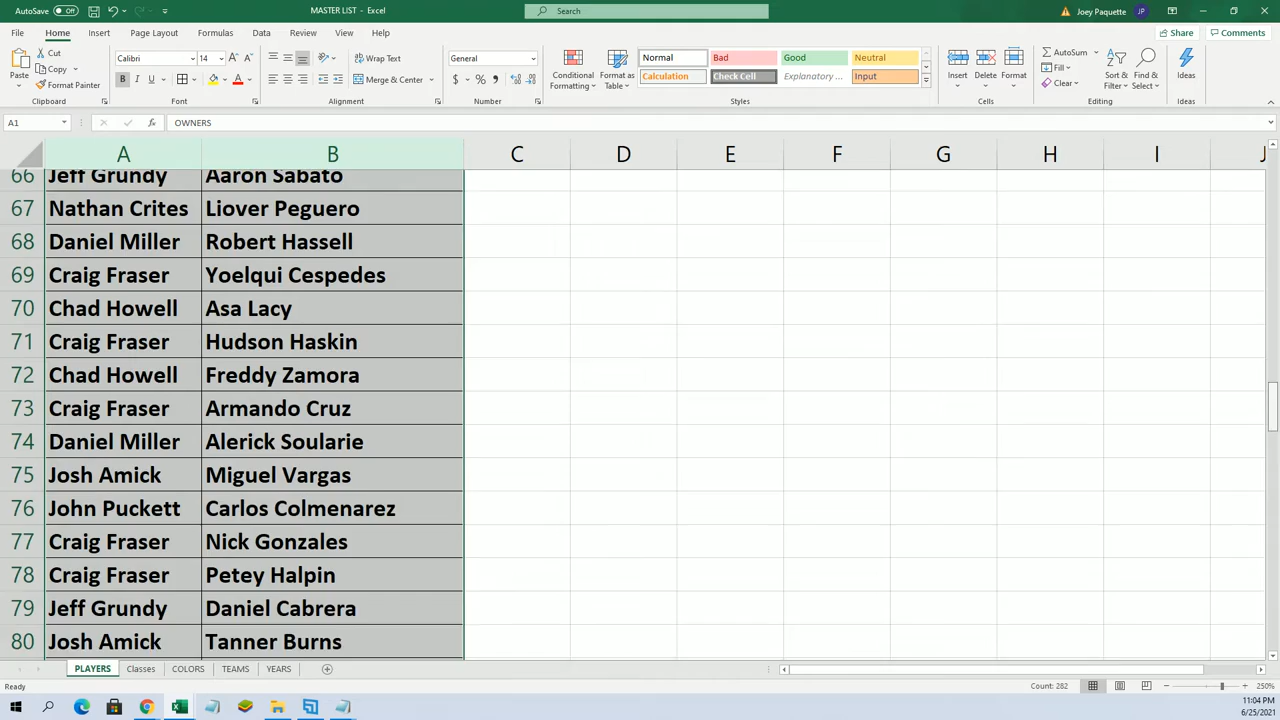 AutoSave Off MASTER LIST - Excel Search Joey Paquette JP
File Home Insert Page Layout Formulas Data Review View Help Share Comments
Paste Cut Copy Format Painter Clipboard
Calibri 14 A A B I U A Font
Wrap Text Merge & Center Alignment
General $ % , Number
Conditional Formatting Format as Table
Normal Bad Good Neutral
Calculation Check Cell Explanatory ... Input
Styles
Insert Delete Format Cells
AutoSum Fill Clear Sort & Filter Find & Select Editing
Ideas Ideas
A1 fx OWNERS
A B C D E F G H I J
66 Jeff Grundy Aaron Sabato
67 Nathan Crites Liover Peguero
68 Daniel Miller Robert Hassell
69 Craig Fraser Yoelqui Cespedes
70 Chad Howell Asa Lacy
71 Craig Fraser Hudson Haskin
72 Chad Howell Freddy Zamora
73 Craig Fraser Armando Cruz
74 Daniel Miller Alerick Soularie
75 Josh Amick Miguel Vargas
76 John Puckett Carlos Colmenarez
77 Craig Fraser Nick Gonzales
78 Craig Fraser Petey Halpin
79 Jeff Grundy Daniel Cabrera
80 Josh Amick Tanner Burns
PLAYERS Classes COLORS TEAMS YEARS
Ready Count: 282 250%
11:04 PM
6/25/2021